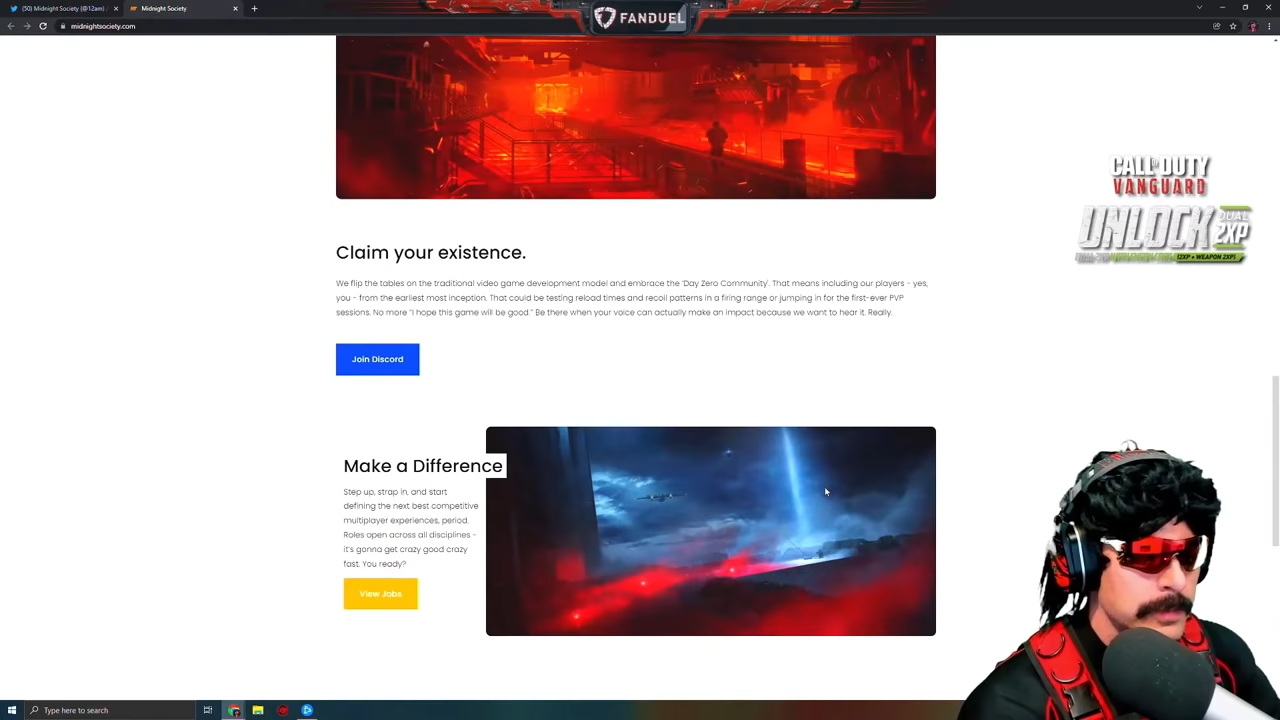 (50) Midnight Society (@12am) /
Midnight Society
FANDUEL
midnightsociety.com
CALL OF DUTY
VANGUARD
UNLOCK DUAL
2XP
(2XP + WEAPON 2XP)
Claim your existence.
We flip the tables on the traditional video game development model and embrace the 'Day Zero Community'. That means including our players - yes,
you - from the earliest most inception. That could be testing reload times and recoil patterns in a firing range or jumping in for the first-ever PVP
sessions. No more "I hope this game will be good." Be there when your voice can actually make an impact because we want to hear it. Really.
Join Discord
Make a Difference
Step up, strap in, and start
defining the next best competitive
multiplayer experiences, period.
Roles open across all disciplines -
it's gonna get crazy good crazy
fast. You ready?
View Jobs
Type here to search